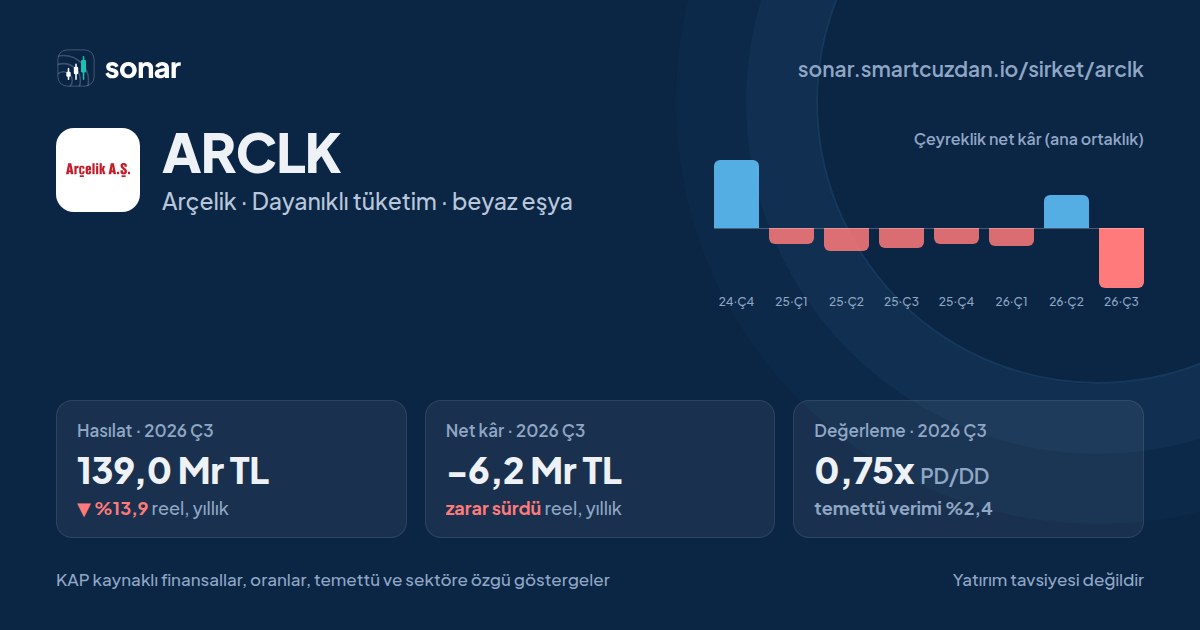 sonar
sonar.smartcuzdan.io/sirket/arclk
Arçelik A.Ş.
ARCLK
Arçelik · Dayanıklı tüketim · beyaz eşya
Çeyreklik net kâr (ana ortaklık)
24-Ç4 25-Ç1 25-Ç2 25-Ç3 25-Ç4 26-Ç1 26-Ç2 26-Ç3
Hasılat · 2026 Ç3
139,0 Mr TL
▼ %13,9 reel, yıllık
Net kâr · 2026 Ç3
−6,2 Mr TL
zarar sürdü reel, yıllık
Değerleme · 2026 Ç3
0,75x PD/DD
temettü verimi %2,4
KAP kaynaklı finansallar, oranlar, temettü ve sektöre özgü göstergeler
Yatırım tavsiyesi değildir